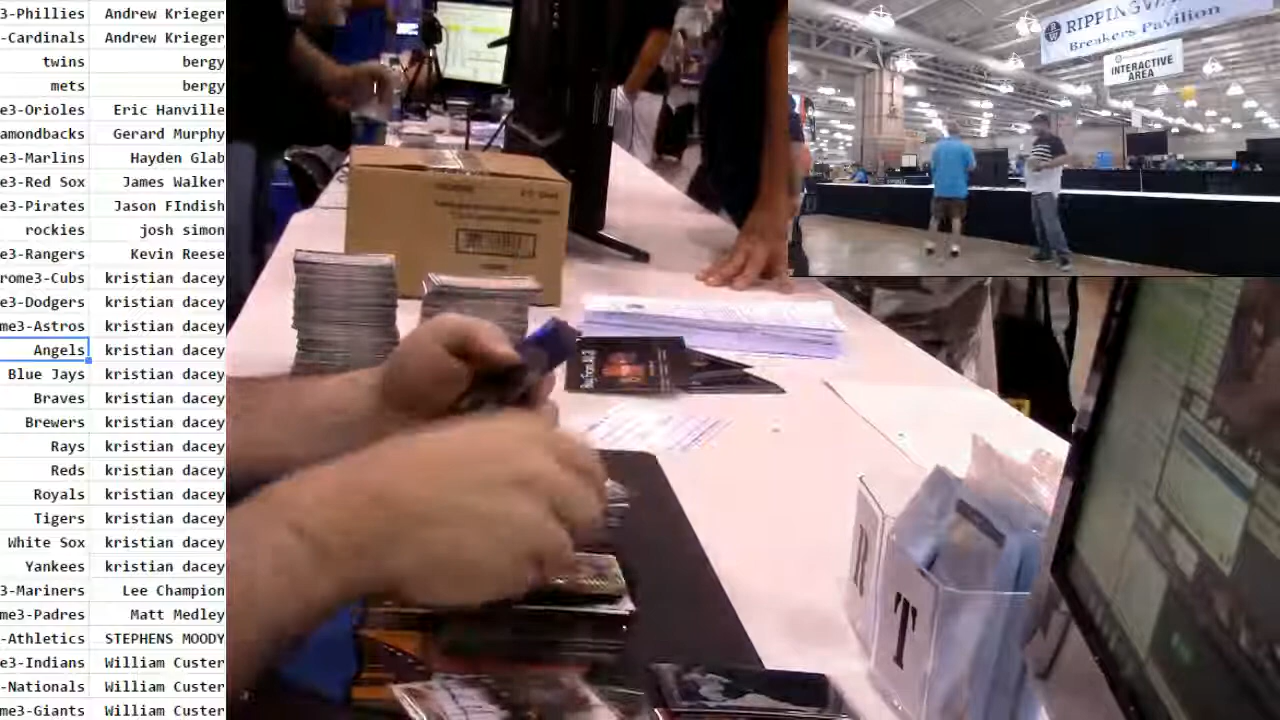 3-Phillies Andrew Krieger
-Cardinals Andrew Krieger
twins bergy
mets bergy
e3-Orioles Eric Hanville
amondbacks Gerard Murphy
e3-Marlins Hayden Glab
e3-Red Sox James Walker
e3-Pirates Jason FIndish
rockies josh simon
e3-Rangers Kevin Reese
rome3-Cubs kristian dacey
e3-Dodgers kristian dacey
me3-Astros kristian dacey
Angels kristian dacey
Blue Jays kristian dacey
Braves kristian dacey
Brewers kristian dacey
Rays kristian dacey
Reds kristian dacey
Royals kristian dacey
Tigers kristian dacey
White Sox kristian dacey
Yankees kristian dacey
3-Mariners Lee Champion
me3-Padres Matt Medley
-Athletics STEPHENS MOODY
e3-Indians William Custer
-Nationals William Custer
me3-Giants William Custer
RIPPINGWA
Breakers Pavilion
INTERACTIVE
AREA
R
T